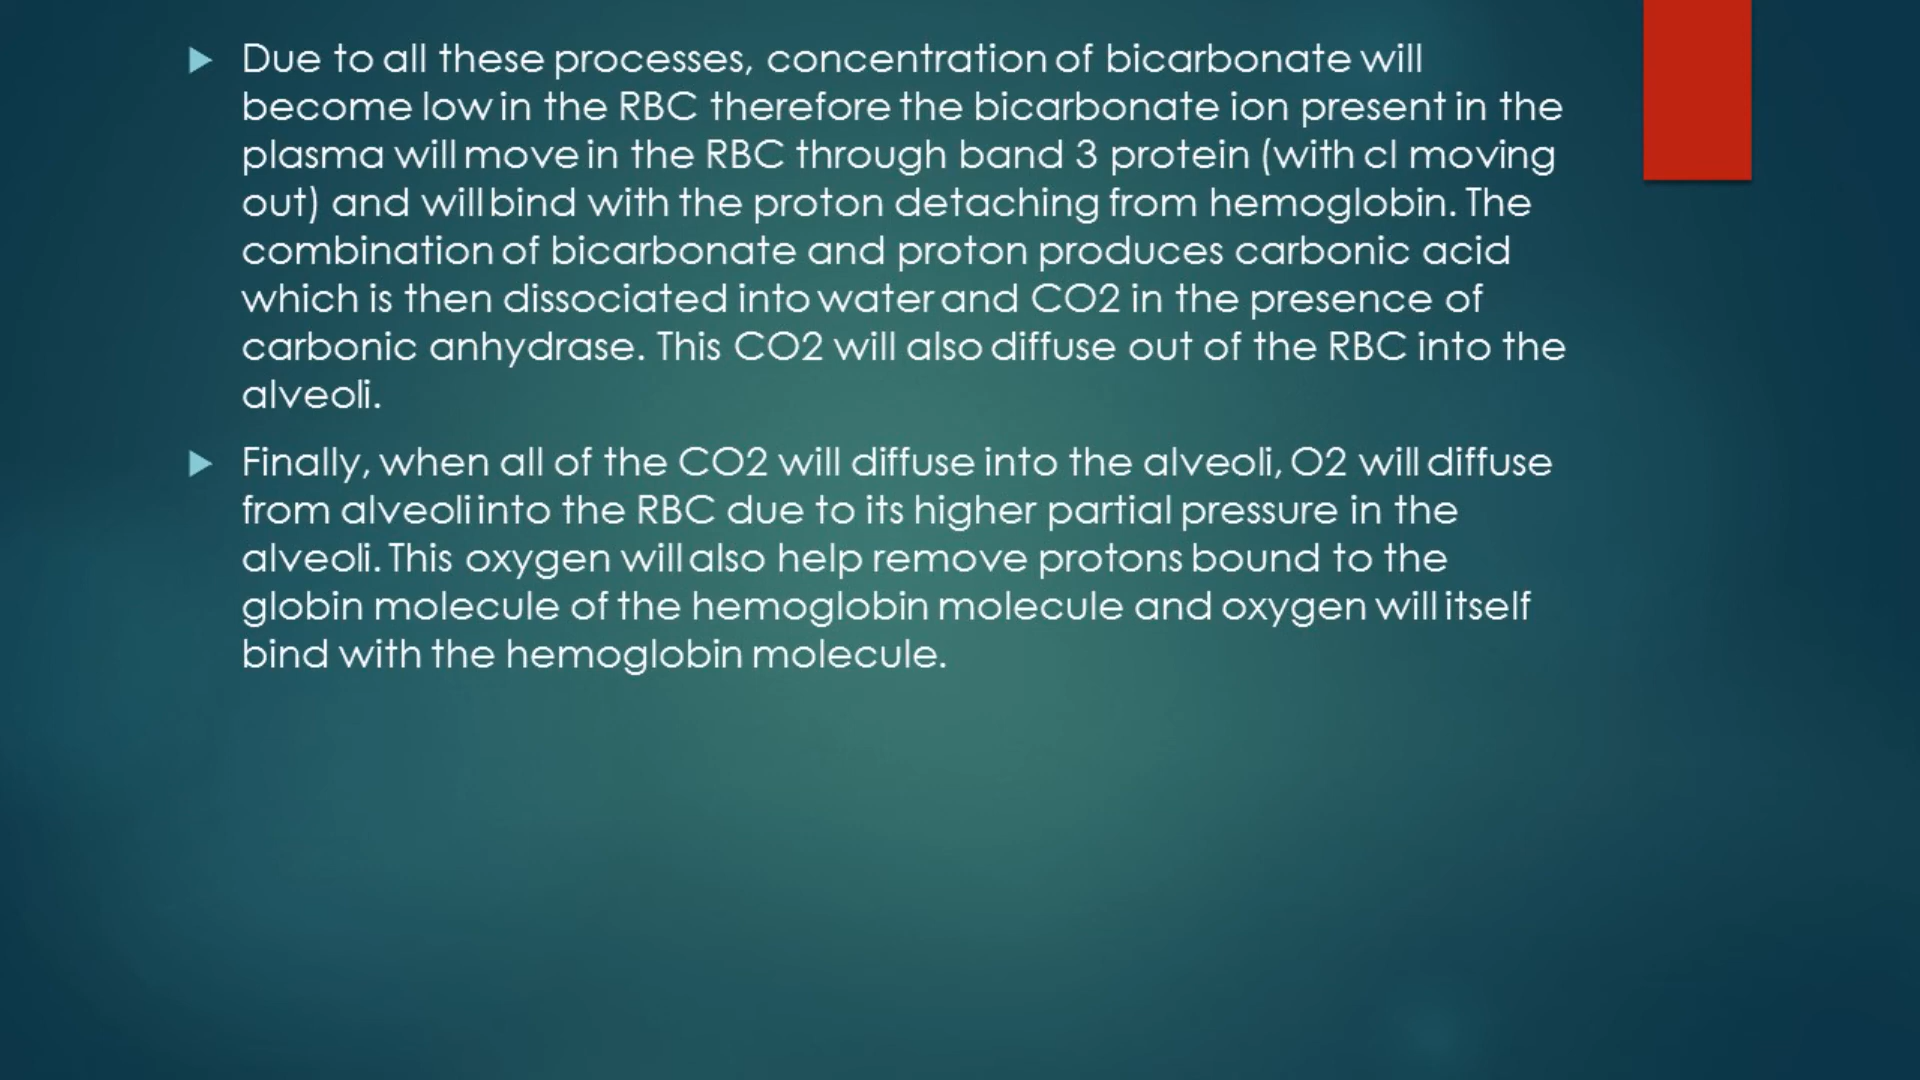 Due to all these processes, concentration of bicarbonate will
become low in the RBC therefore the bicarbonate ion present in the
plasma will move in the RBC through band 3 protein (with cl moving
out) and will bind with the proton detaching from hemoglobin. The
combination of bicarbonate and proton produces carbonic acid
which is then dissociated into water and CO2 in the presence of
carbonic anhydrase. This CO2 will also diffuse out of the RBC into the
alveoli.
Finally, when all of the CO2 will diffuse into the alveoli, O2 will diffuse
from alveoli into the RBC due to its higher partial pressure in the
alveoli. This oxygen will also help remove protons bound to the
globin molecule of the hemoglobin molecule and oxygen will itself
bind with the hemoglobin molecule.